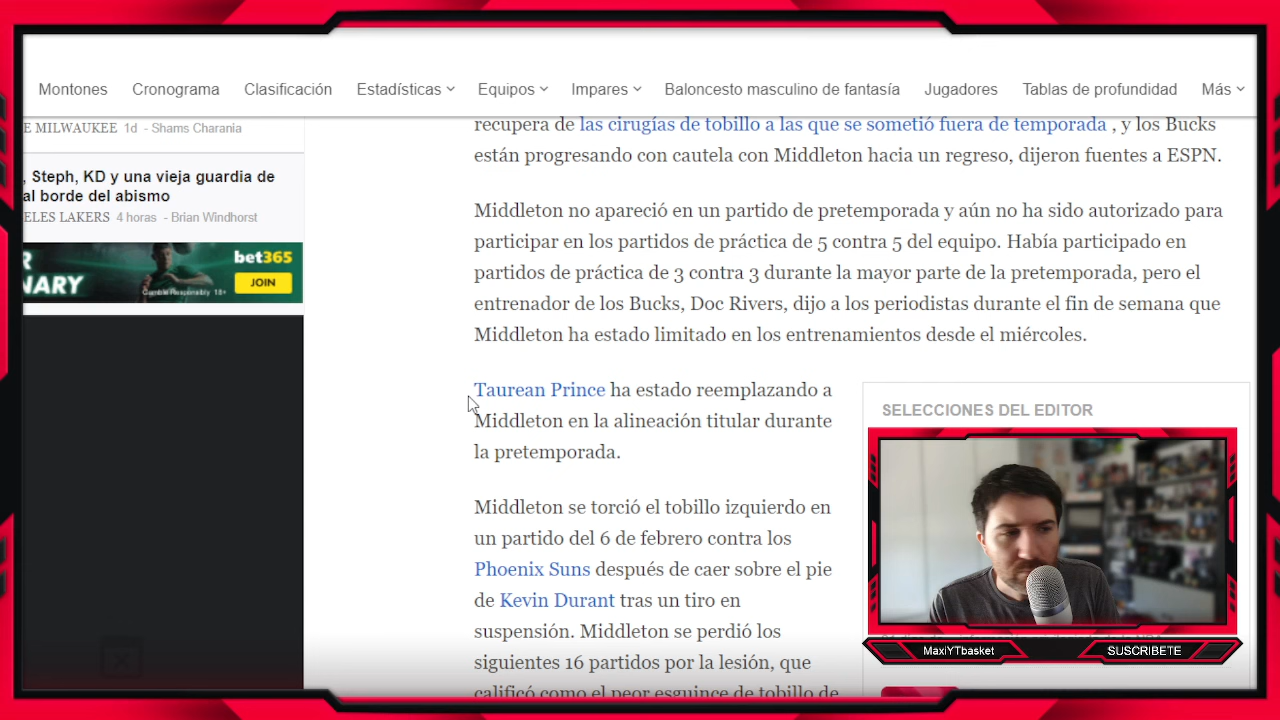 Montones Cronograma Clasificación Estadísticas Equipos Impares Baloncesto masculino de fantasía Jugadores Tablas de profundidad Más
E MILWAUKEE 1d - Shams Charania
, Steph, KD y una vieja guardia de
al borde del abismo
ELES LAKERS 4 horas - Brian Windhorst
bet365
NARY
JOIN
Gamble Responsibly 18+
recupera de las cirugías de tobillo a las que se sometió fuera de temporada , y los Bucks
están progresando con cautela con Middleton hacia un regreso, dijeron fuentes a ESPN.
Middleton no apareció en un partido de pretemporada y aún no ha sido autorizado para
participar en los partidos de práctica de 5 contra 5 del equipo. Había participado en
partidos de práctica de 3 contra 3 durante la mayor parte de la pretemporada, pero el
entrenador de los Bucks, Doc Rivers, dijo a los periodistas durante el fin de semana que
Middleton ha estado limitado en los entrenamientos desde el miércoles.
Taurean Prince ha estado reemplazando a
Middleton en la alineación titular durante
la pretemporada.
Middleton se torció el tobillo izquierdo en
un partido del 6 de febrero contra los
Phoenix Suns después de caer sobre el pie
de Kevin Durant tras un tiro en
suspensión. Middleton se perdió los
siguientes 16 partidos por la lesión, que
calificó como el peor esguince de tobillo de
SELECCIONES DEL EDITOR
MaxiYTbasket
SUSCRIBETE